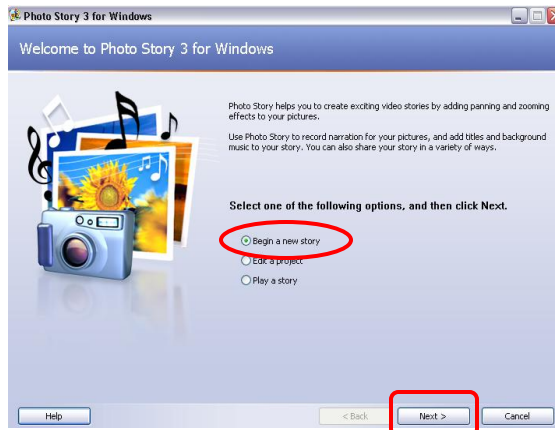 Photo Story 3 for Windows
Welcome to Photo Story 3 for Windows
Photo Story helps you to create exciting video stories by adding panning and zooming
effects to your pictures.
Use Photo Story to record narration for your pictures, and add titles and background
music to your story. You can also share your story in a variety of ways.
Select one of the following options, and then click Next.
Begin a new story
Edit a project
Play a story
Help
< Back
Next >
Cancel